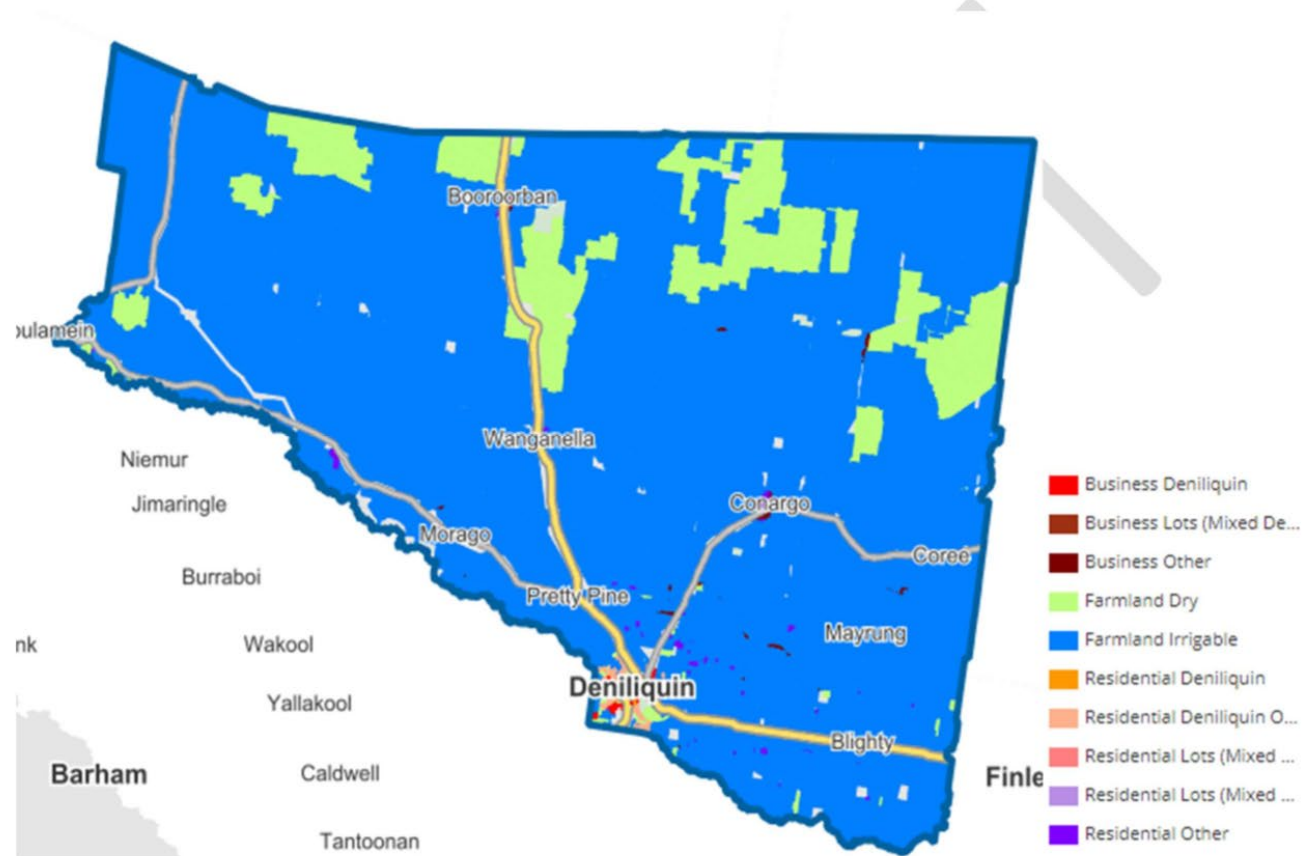 Booroorban
oulamein
Wanganella
Niemur
Jimaringle
Conargo
Morago
Coree
Burraboi
Pretty Pine
Mayrung
nk
Wakool
Deniliquin
Yallakool
Blighty
Barham
Caldwell
Finle
Tantoonan
Business Deniliquin
Business Lots (Mixed De...
Business Other
Farmland Dry
Farmland Irrigable
Residential Deniliquin
Residential Deniliquin O...
Residential Lots (Mixed ...
Residential Lots (Mixed ...
Residential Other